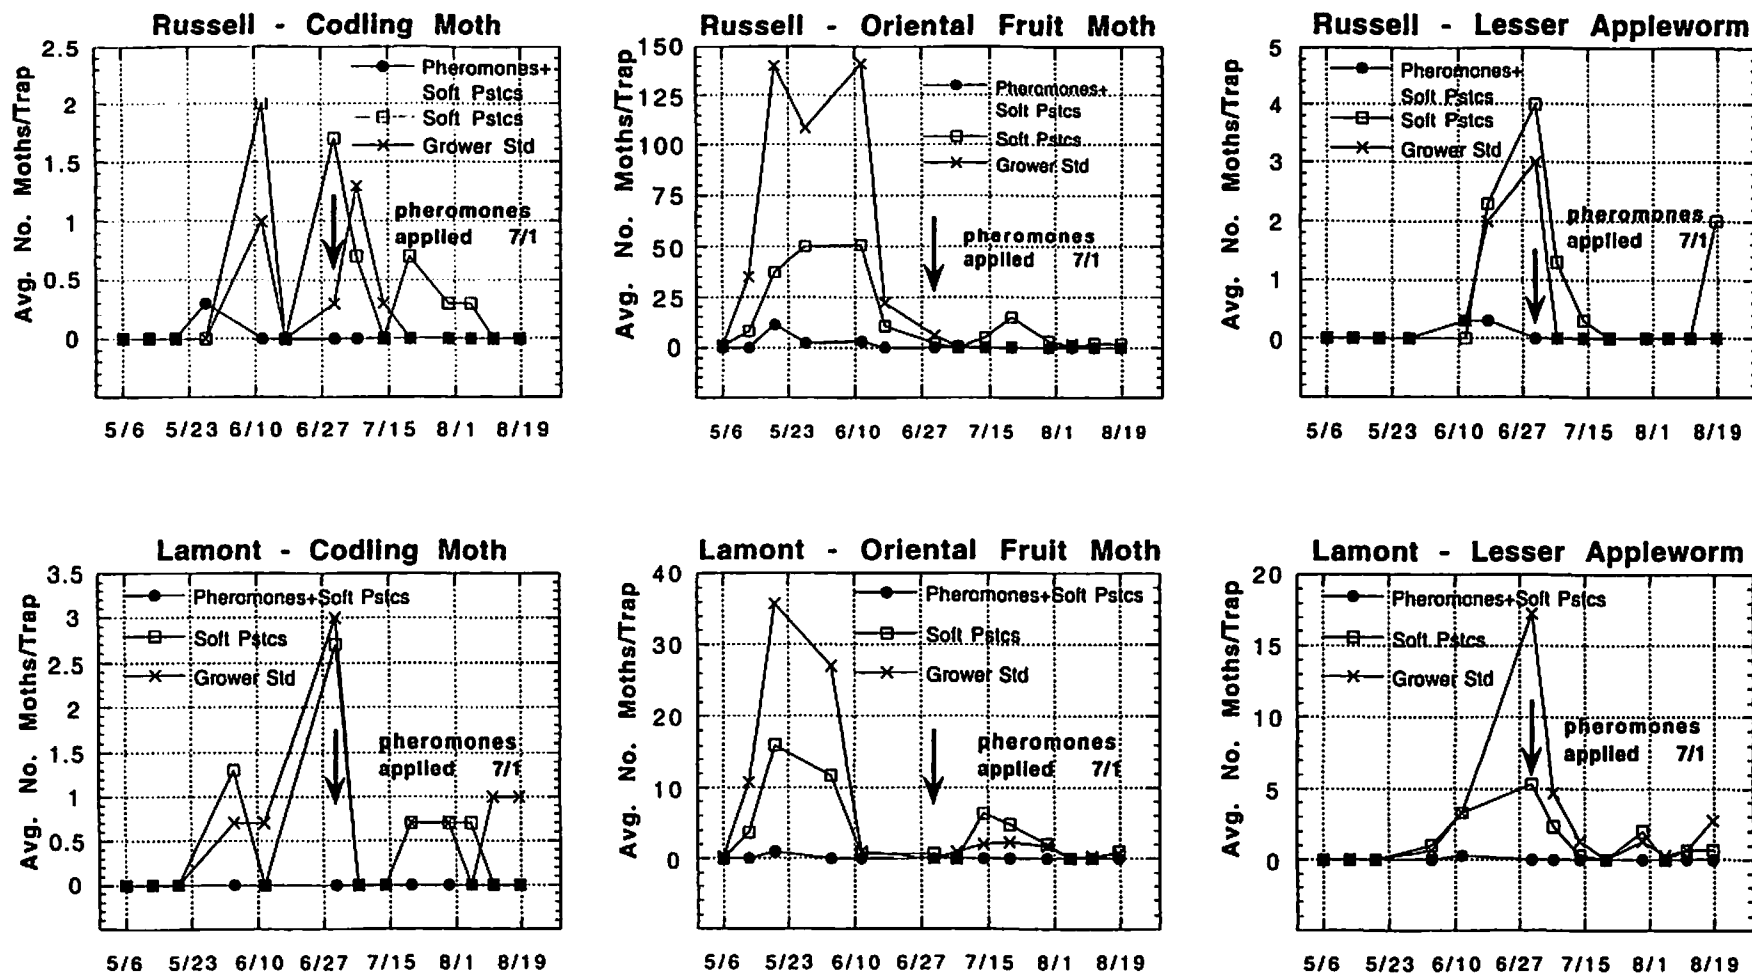 Russell - Codling Moth
Avg. No. Moths/Trap
2.5
2
1.5
1
0.5
0
Pheromones+
Soft Pstcs
Soft Pstcs
Grower Std
pheromones
applied 7/1
5/6 5/23 6/10 6/27 7/15 8/1 8/19
Russell - Oriental Fruit Moth
Avg. No. Moths/Trap
150
125
100
75
50
25
0
Pheromones+
Soft Pstcs
Soft Pstcs
Grower Std
pheromones
applied 7/1
5/6 5/23 6/10 6/27 7/15 8/1 8/19
Russell - Lesser Appleworm
Avg. No. Moths/Trap
5
4
3
2
1
0
Pheromones+
Soft Pstcs
Soft Pstcs
Grower Std
pheromones
applied 7/1
5/6 5/23 6/10 6/27 7/15 8/1 8/19
Lamont - Codling Moth
Avg. No. Moths/Trap
3.5
3
2.5
2
1.5
1
0.5
0
Pheromones+Soft Pstcs
Soft Pstcs
Grower Std
pheromones
applied 7/1
5/6 5/23 6/10 6/27 7/15 8/1 8/19
Lamont - Oriental Fruit Moth
Avg. No. Moths/Trap
40
30
20
10
0
Pheromones+Soft Pstcs
Soft Pstcs
Grower Std
pheromones
applied 7/1
5/6 5/23 6/10 6/27 7/15 8/1 8/19
Lamont - Lesser Appleworm
Avg. No. Moths/Trap
20
15
10
5
0
Pheromones+Soft Pstcs
Soft Pstcs
Grower Std
pheromones
applied 7/1
5/6 5/23 6/10 6/27 7/15 8/1 8/19